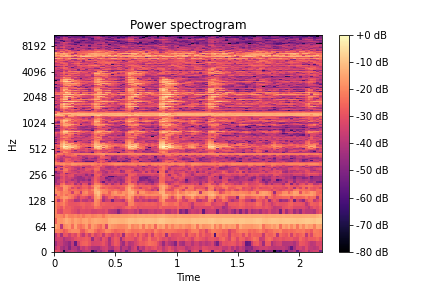 Power spectrogram
8192
4096
2048
1024
512
256
128
64
0
Hz
0
0.5
1
1.5
2
Time
+0 dB
-10 dB
-20 dB
-30 dB
-40 dB
-50 dB
-60 dB
-70 dB
-80 dB